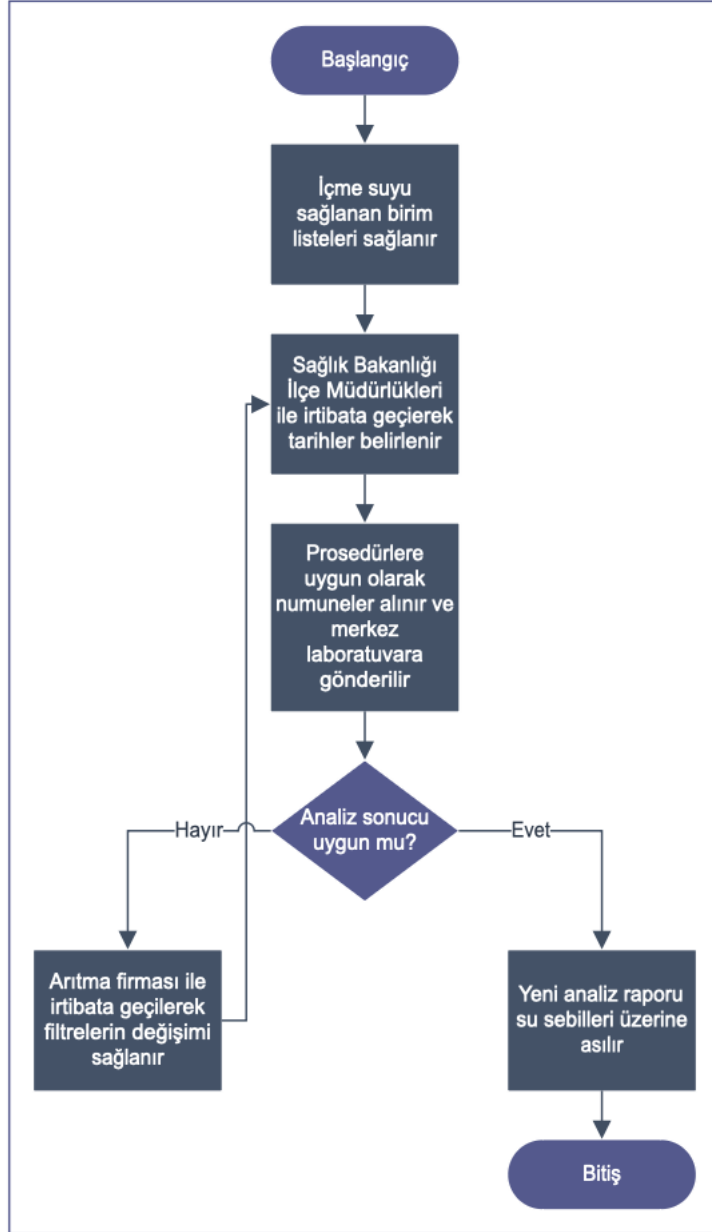 Başlangıç
İçme suyu
sağlanan birim
listeleri sağlanır
Sağlık Bakanlığı
İlçe Müdürlükleri
ile irtibata geçierek
tarihler belirlenir
Prosedürlere
uygun olarak
numuneler alınır ve
merkez
laboratuvara
gönderilir
Analiz sonucu
uygun mu?
Hayır
Evet
Arıtma firması ile
irtibata geçilerek
filtrelerin değişimi
sağlanır
Yeni analiz raporu
su sebilleri üzerine
asılır
Bitiş